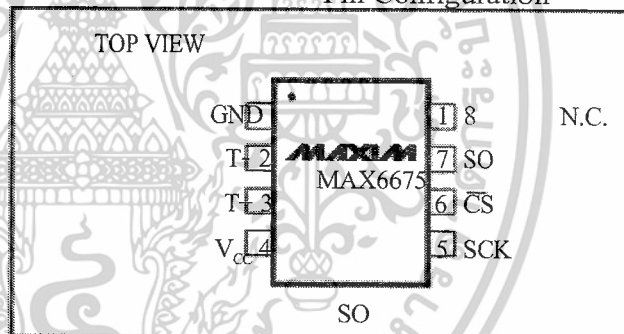 Pin Configuration
TOP VIEW
GND 1 8 N.C.
T- 2 MAXIM 7 SO
T+ 3 MAX6675 6 CS
VCC 4 5 SCK
SO